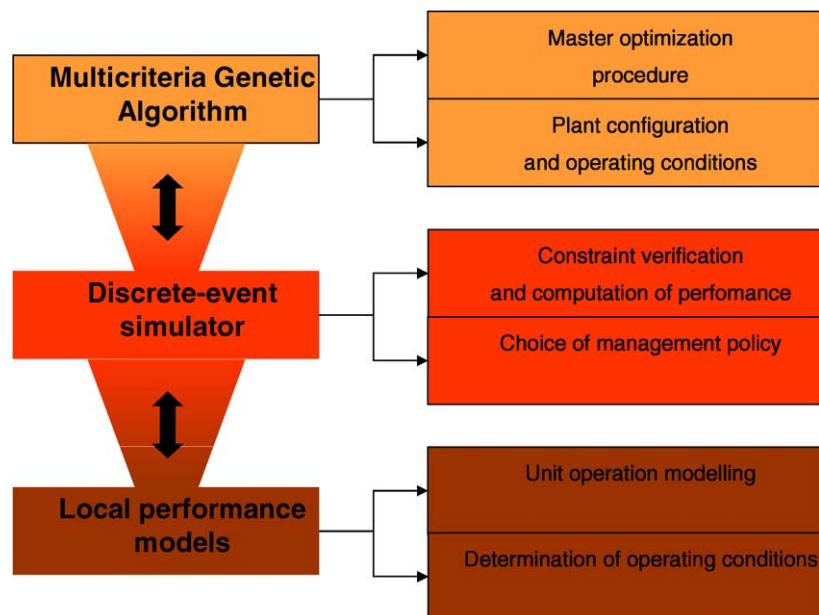 Multicriteria Genetic
Algorithm
Master optimization
procedure
Plant configuration
and operating conditions
Discrete-event
simulator
Constraint verification
and computation of perfomance
Choice of management policy
Local performance
models
Unit operation modelling
Determination of operating conditions